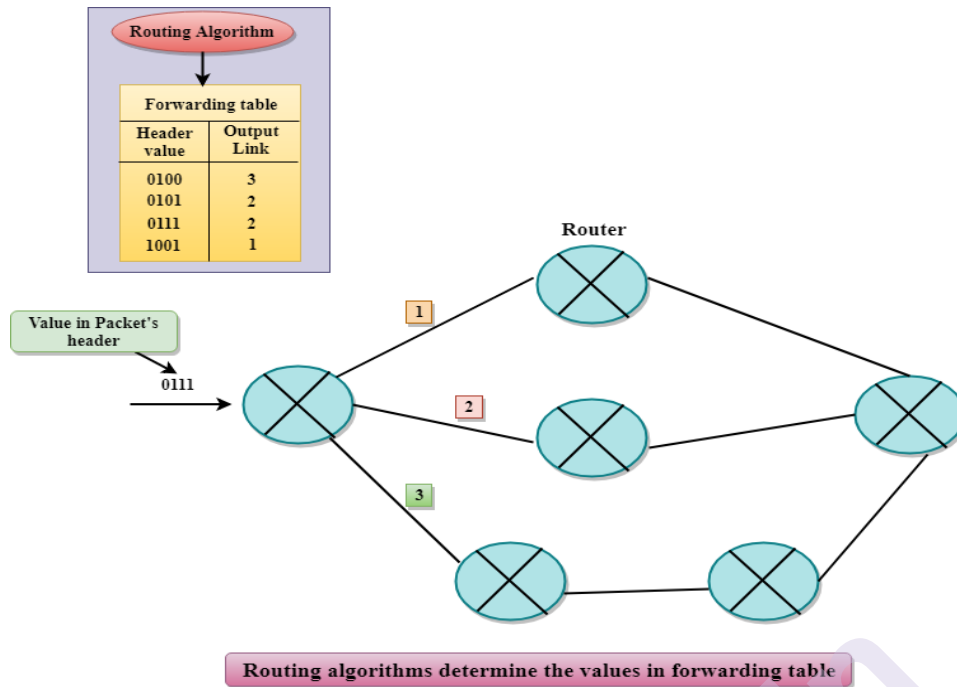 Routing Algorithm
Forwarding table
Header value
Output Link
0100 3
0101 2
0111 2
1001 1
Router
1
Value in Packet's
header
0111
2
3
Routing algorithms determine the values in forwarding table